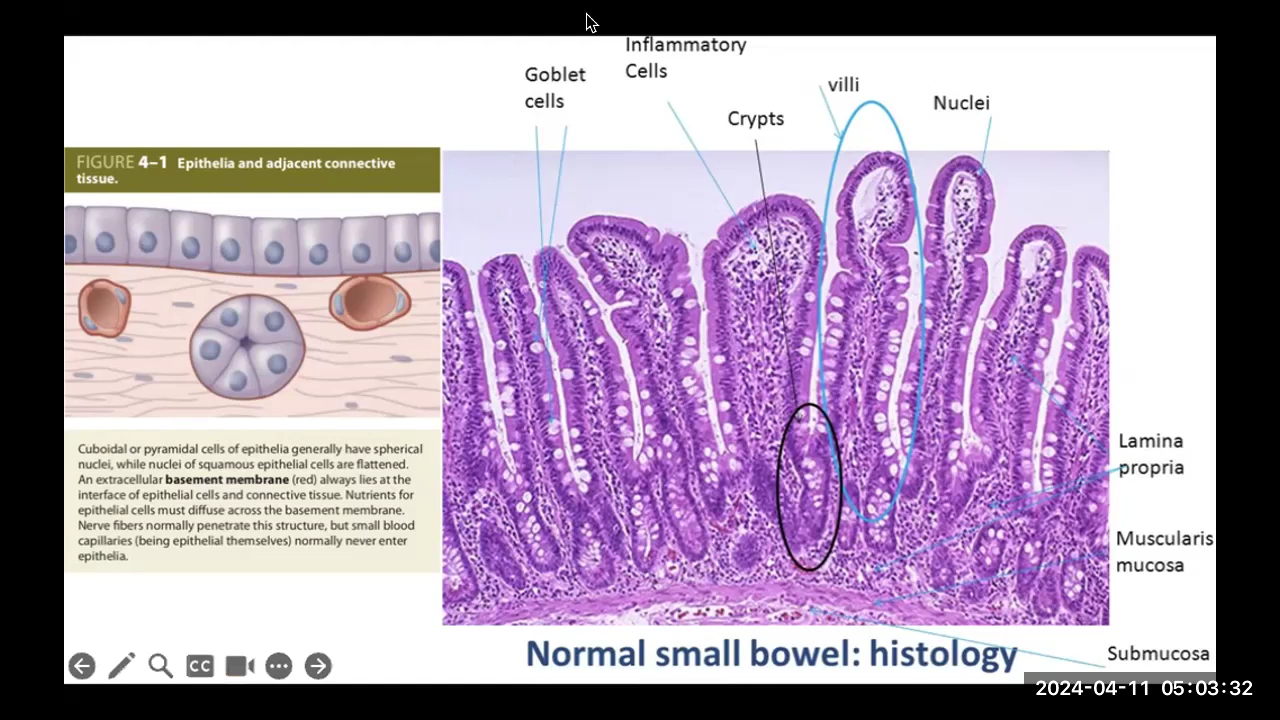 Inflammatory
Cells
Goblet
cells
villi
Nuclei
Crypts
FIGURE 4–1 Epithelia and adjacent connective
tissue.
Cuboidal or pyramidal cells of epithelia generally have spherical
nuclei, while nuclei of squamous epithelial cells are flattened.
An extracellular basement membrane (red) always lies at the
interface of epithelial cells and connective tissue. Nutrients for
epithelial cells must diffuse across the basement membrane.
Nerve fibers normally penetrate this structure, but small blood
capillaries (being epithelial themselves) normally never enter
epithelia.
Lamina
propria
Muscularis
mucosa
Submucosa
Normal small bowel: histology
CC
2024-04-11 05:03:32